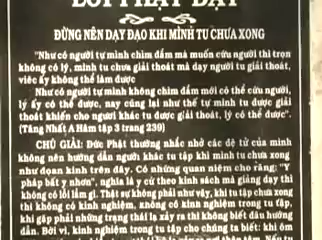 LỜI PHẬT DẠY
ĐỪNG NÊN DẠY ĐẠO KHI MÌNH TU CHƯA XONG
"Như có người tự mình chìm đắm mà muốn cứu người thì trọn
không có lý, mình tu chưa giải thoát mà dạy người tu giải thoát,
việc ấy không thể làm được
Như có người tự mình không chìm đắm mới có thể cứu người,
lý ấy có thể được, nay cũng lại như thế tự mình tu được giải
thoát khiến cho người khác tu được giải thoát, lý có thể được".
(Tăng Nhất A Hàm tập 3 trang 239)
CHÚ GIẢI: Đức Phật thường nhắc nhở các đệ tử của mình
không nên hướng dẫn người khác tu tập khi mình tu chưa xong
như đoạn kinh trên đây. Có những quan niệm cho rằng: "Y
pháp bất y nhơn", nghĩa là cứ theo kinh sách mà giảng dạy thì
không có lỗi lầm gì. Thật sự không phải như vậy, khi tu tập chưa xong
thì không có kinh nghiệm, không có kinh nghiệm trong tu tập,
khi gặp phải những trạng thái lạ xảy ra thì không biết đâu hướng
dẫn. Bởi vì, kinh nghiệm trong tu tập cho chúng ta biết: khi ôm